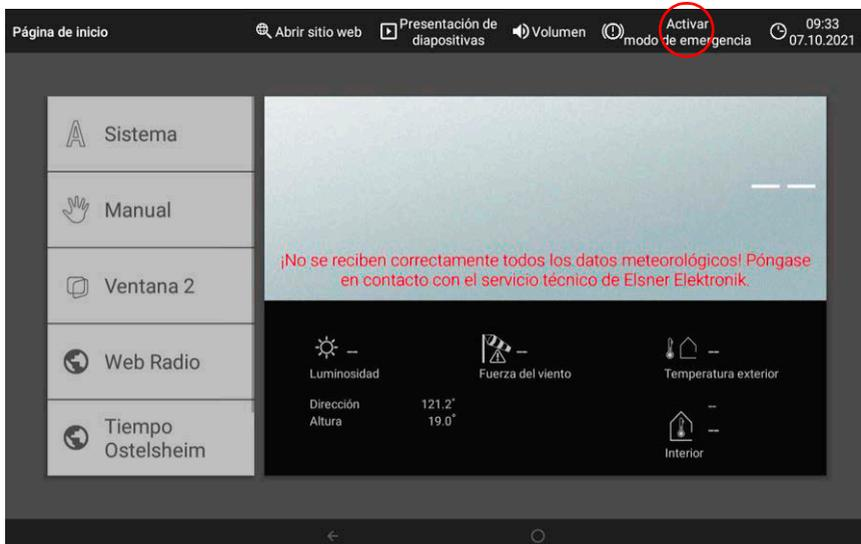 Página de inicio
Abrir sitio web
Presentación de
diapositivas
Volumen
Activar
modo de emergencia
09:33
07.10.2021
Sistema
Manual
Ventana 2
Web Radio
Tiempo
Ostelsheim
-- --
¡No se reciben correctamente todos los datos meteorológicos! Póngase
en contacto con el servicio técnico de Elsner Elektronik.
--
Luminosidad
--
Fuerza del viento
--
Temperatura exterior
Dirección 121.2°
Altura 19.0°
--
--
Interior